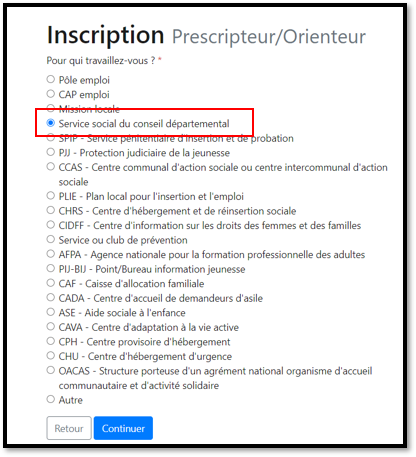 Inscription Prescripteur/Orienteur
Pour qui travaillez-vous ? *
Pôle emploi
CAP emploi
Mission locale
Service social du conseil départemental
SPIP - Service pénitentiaire d'insertion et de probation
PJJ - Protection judiciaire de la jeunesse
CCAS - Centre communal d'action sociale ou centre intercommunal d'action
sociale
PLIE - Plan local pour l'insertion et l'emploi
CHRS - Centre d'hébergement et de réinsertion sociale
CIDFF - Centre d'information sur les droits des femmes et des familles
Service ou club de prévention
AFPA - Agence nationale pour la formation professionnelle des adultes
PIJ-BIJ - Point/Bureau information jeunesse
CAF - Caisse d'allocation familiale
CADA - Centre d'accueil de demandeurs d'asile
ASE - Aide sociale à l'enfance
CAVA - Centre d'adaptation à la vie active
CPH - Centre provisoire d'hébergement
CHU - Centre d'hébergement d'urgence
OACAS - Structure porteuse d'un agrément national organisme d'accueil
communautaire et d'activité solidaire
Autre
Retour Continuer